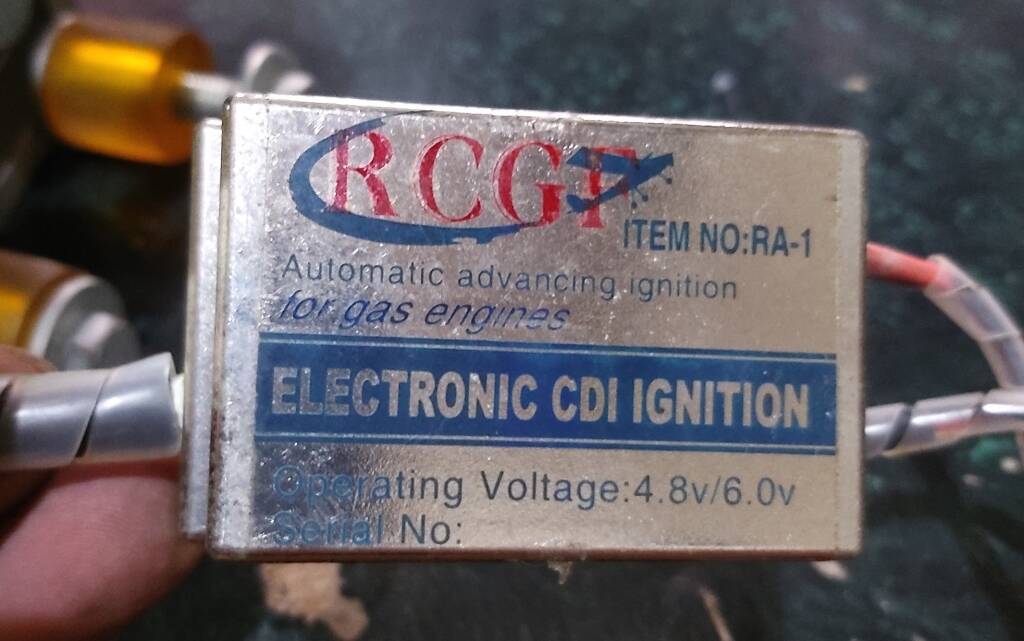 RCGF
ITEM NO:RA-1
Automatic advancing ignition
for gas engines
ELECTRONIC CDI IGNITION
Operating Voltage:4.8v/6.0v
Serial No: